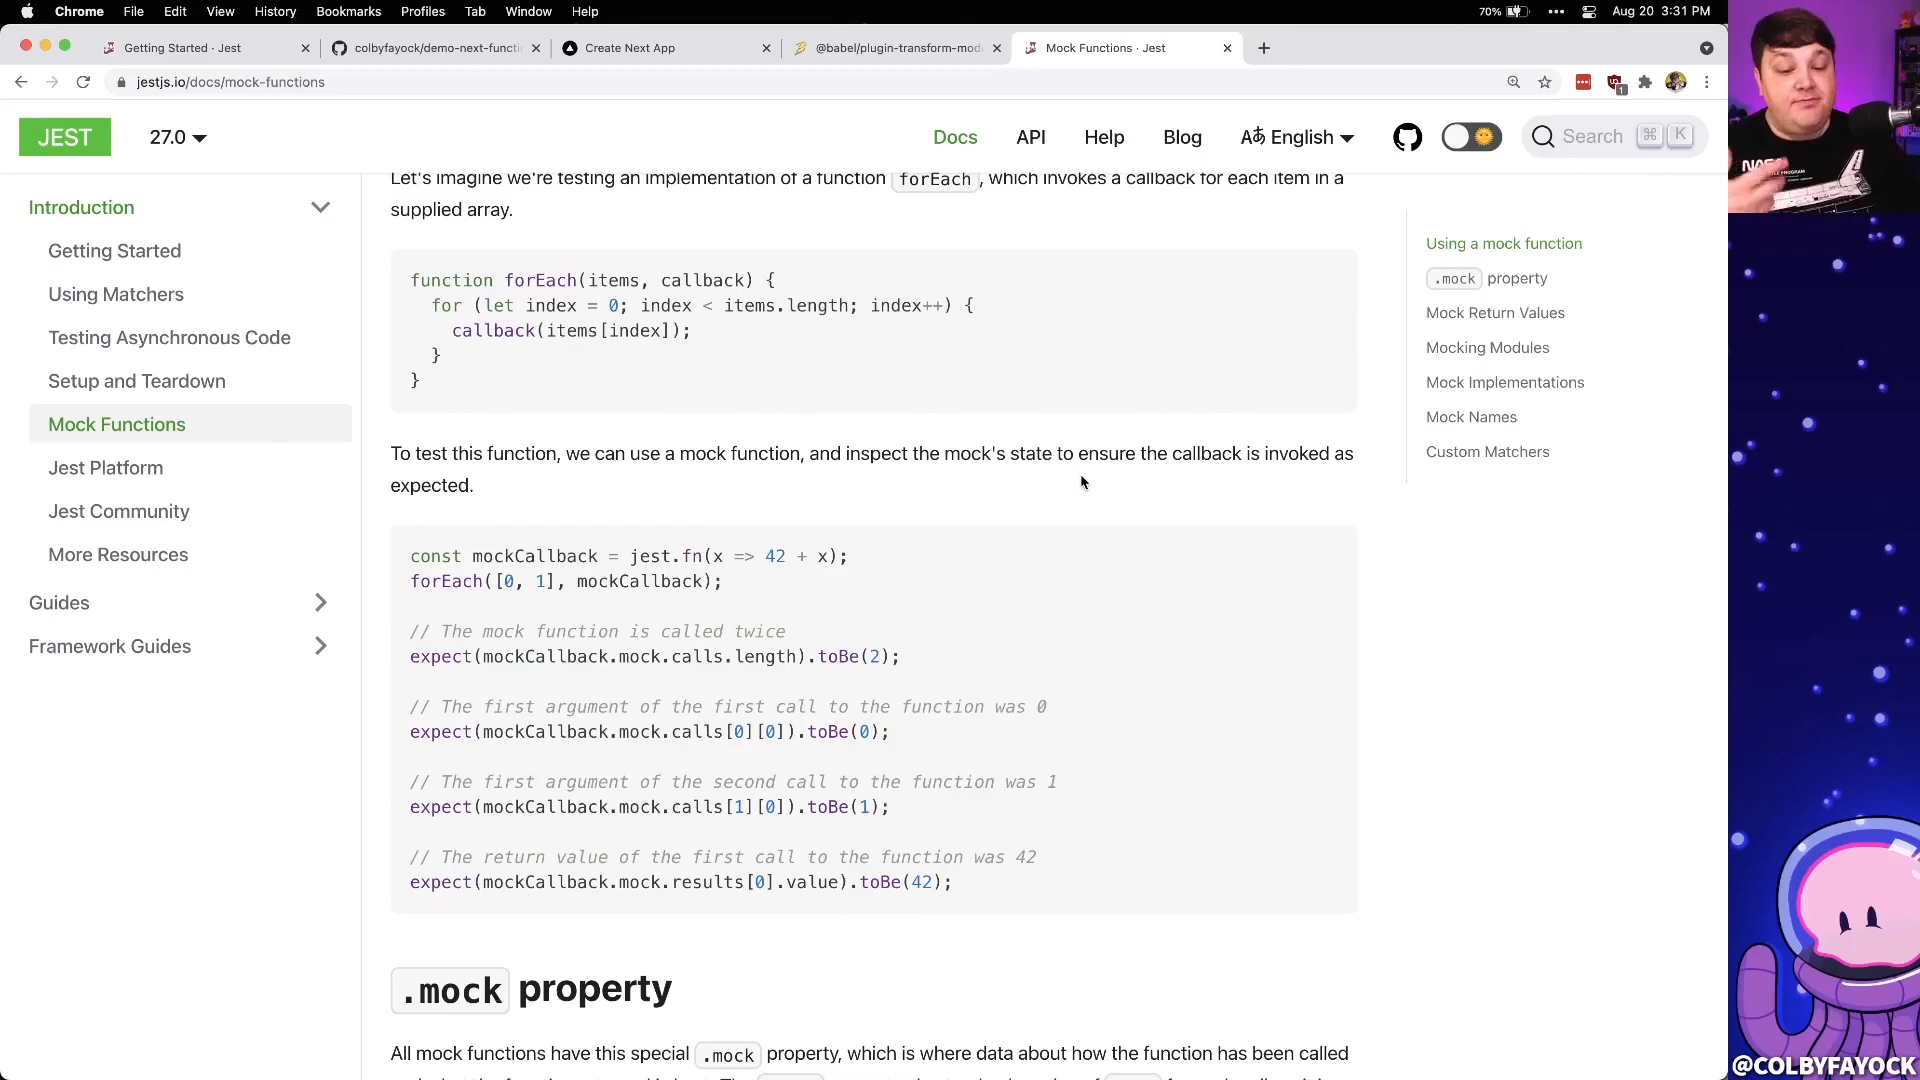 Chrome File Edit View History Bookmarks Profiles Tab Window Help
70% Aug 20 3:31 PM
Getting Started · Jest
colbyfayock/demo-next-functi
Create Next App
@babel/plugin-transform-mod
Mock Functions · Jest
jestjs.io/docs/mock-functions
1
JEST
27.0
Docs
API
Help
Blog
English
Search ⌘ K
Introduction
Getting Started
Using Matchers
Testing Asynchronous Code
Setup and Teardown
Mock Functions
Jest Platform
Jest Community
More Resources
Guides
Framework Guides
Let's imagine we're testing an implementation of a function forEach, which invokes a callback for each item in a
supplied array.
function forEach(items, callback) {
for (let index = 0; index < items.length; index++) {
callback(items[index]);
}
}
To test this function, we can use a mock function, and inspect the mock's state to ensure the callback is invoked as
expected.
const mockCallback = jest.fn(x => 42 + x);
forEach([0, 1], mockCallback);
// The mock function is called twice
expect(mockCallback.mock.calls.length).toBe(2);
// The first argument of the first call to the function was 0
expect(mockCallback.mock.calls[0][0]).toBe(0);
// The first argument of the second call to the function was 1
expect(mockCallback.mock.calls[1][0]).toBe(1);
// The return value of the first call to the function was 42
expect(mockCallback.mock.results[0].value).toBe(42);
.mock property
All mock functions have this special .mock property, which is where data about how the function has been called
Using a mock function
.mock property
Mock Return Values
Mocking Modules
Mock Implementations
Mock Names
Custom Matchers
@COLBYFAYOCK